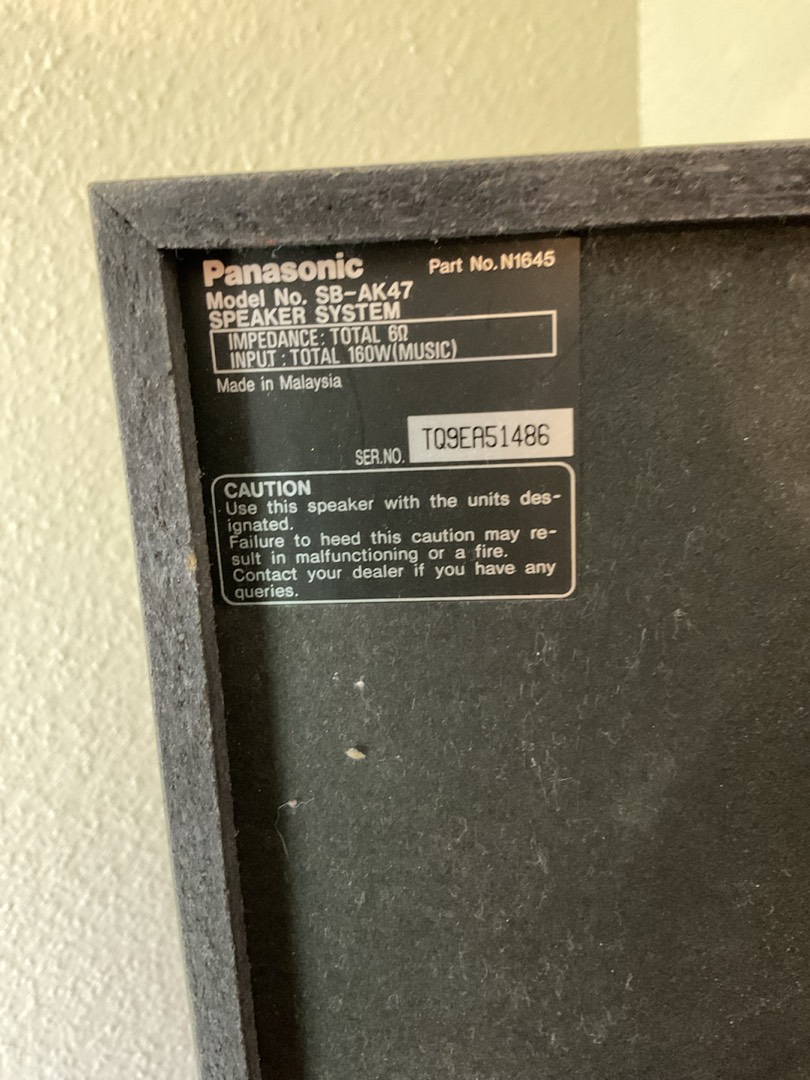 Panasonic Part No. N1645
Model No. SB-AK47
SPEAKER SYSTEM
IMPEDANCE: TOTAL 6Ω
INPUT : TOTAL 160W(MUSIC)
Made in Malaysia
SER.NO. TQ9EA51486
CAUTION
Use this speaker with the units des-
ignated.
Failure to heed this caution may re-
sult in malfunctioning or a fire.
Contact your dealer if you have any
queries.